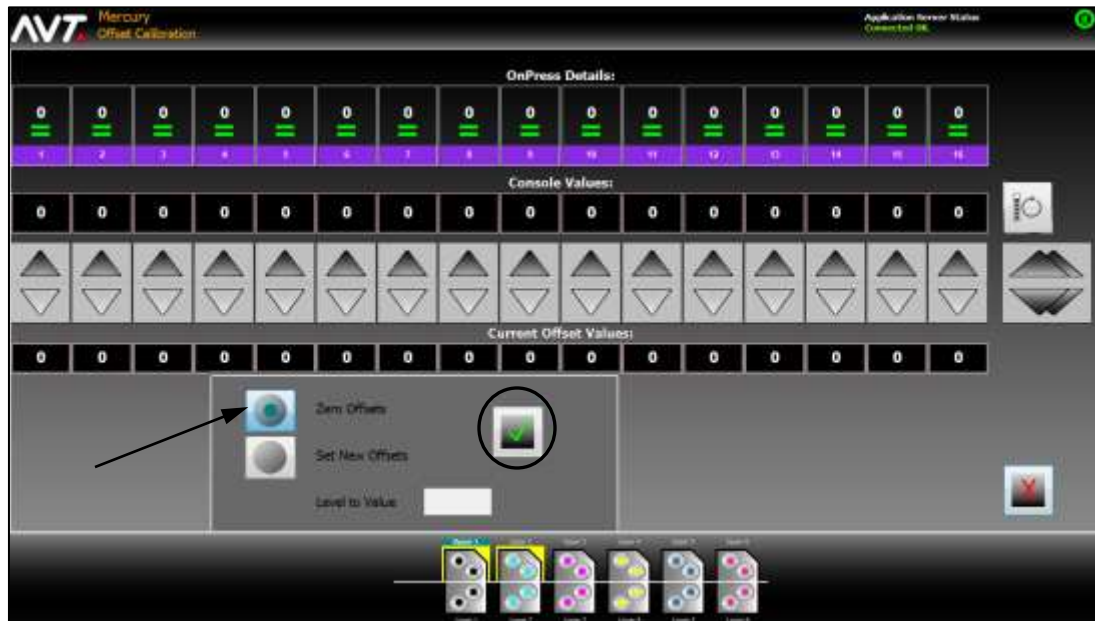 AVT
Mercury
Offset Calibration
Application Server Status
Connected OK
OnPress Details:
0 0 0 0 0 0 0 0 0 0 0 0 0 0 0 0
1 2 3 4 5 6 7 8 9 10 11 12 13 14 15 16
Console Values:
0 0 0 0 0 0 0 0 0 0 0 0 0 0 0 0
Current Offset Values:
0 0 0 0 0 0 0 0 0 0 0 0 0 0 0 0
Zero Offsets
Set New Offsets
Level to Value